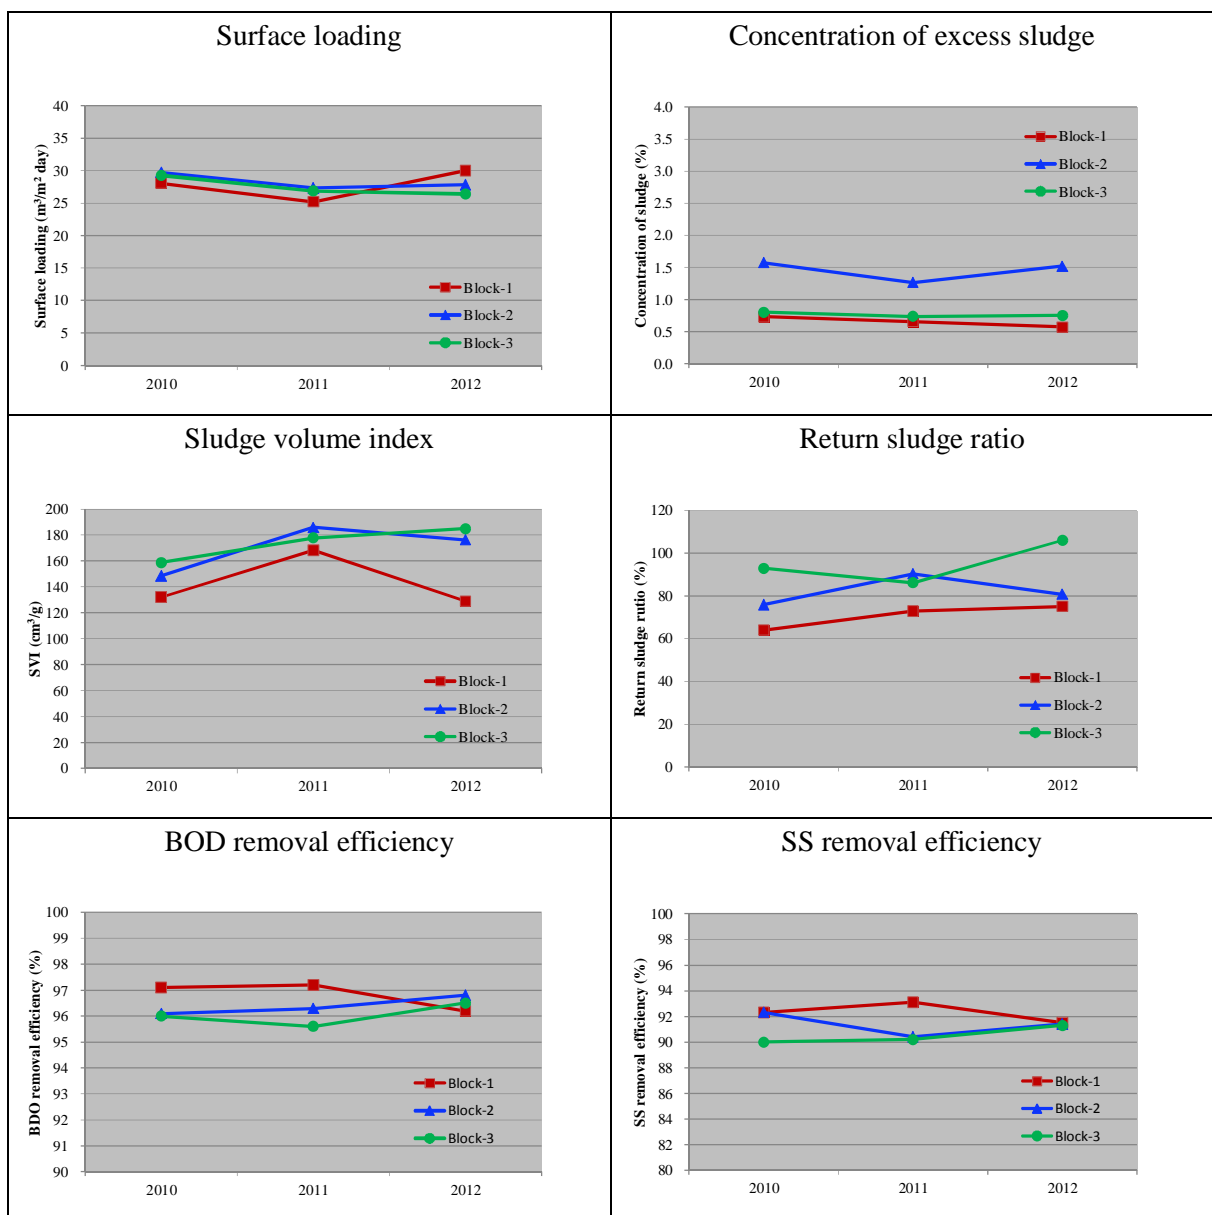 Surface loading
Surface loading (m³/m² day)
40
35
30
25
20
15
10
5
0
Block-1
Block-2
Block-3
2010 2011 2012
Concentration of excess sludge
Concentration of sludge (%)
4.0
3.5
3.0
2.5
2.0
1.5
1.0
0.5
0.0
Block-1
Block-2
Block-3
2010 2011 2012
Sludge volume index
SVI (cm³/g)
200
180
160
140
120
100
80
60
40
20
0
Block-1
Block-2
Block-3
2010 2011 2012
Return sludge ratio
Return sludge ratio (%)
120
100
80
60
40
20
0
Block-1
Block-2
Block-3
2010 2011 2012
BOD removal efficiency
BDO removal efficiency (%)
100
99
98
97
96
95
94
93
92
91
90
Block-1
Block-2
Block-3
2010 2011 2012
SS removal efficiency
SS removal efficiency (%)
100
98
96
94
92
90
88
86
84
82
80
Block-1
Block-2
Block-3
2010 2011 2012